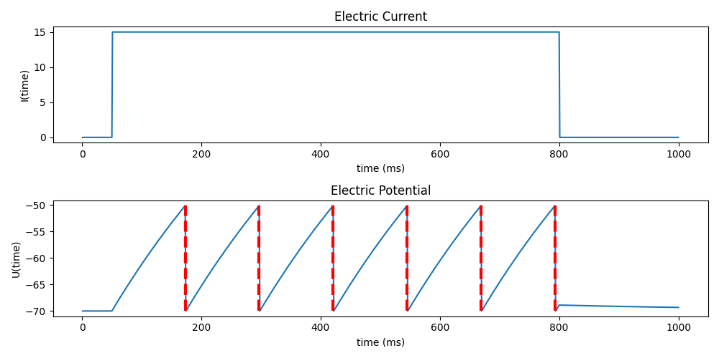 Electric Current
15
10
5
0
I(time)
0 200 400 600 800 1000
time (ms)
Electric Potential
−50
−55
−60
−65
−70
U(time)
0 200 400 600 800 1000
time (ms)